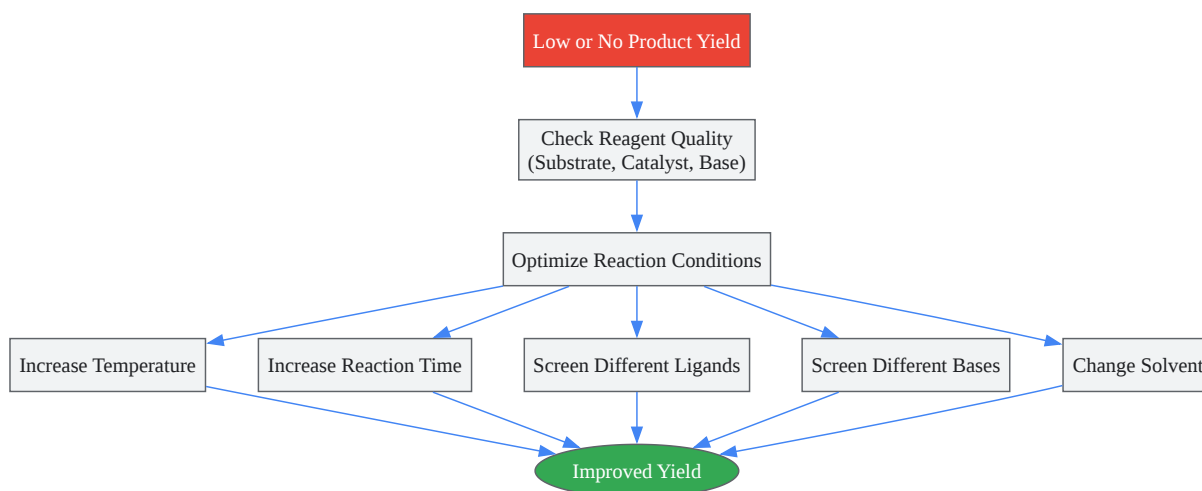 Low or No Product Yield
Check Reagent Quality
(Substrate, Catalyst, Base)
Optimize Reaction Conditions
Increase Temperature
Increase Reaction Time
Screen Different Ligands
Screen Different Bases
Change Solvent
Improved Yield